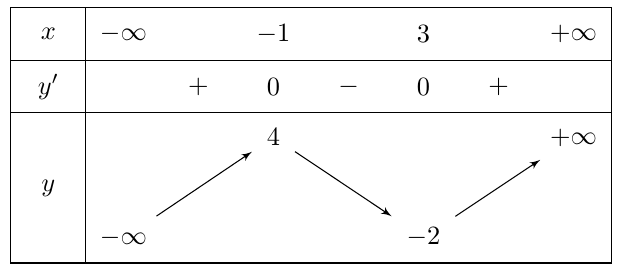 x −∞ −1 3 +∞
y′ + 0 − 0 +
4 +∞
y
−∞ −2